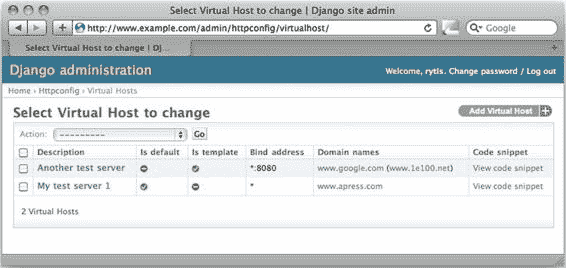 Select Virtual Host to change | Django site admin
http://www.example.com/admin/httpconfig/virtualhost/
Google
Select Virtual Host to change | Dj...
Django administration
Welcome, rytis. Change password / Log out
Home › Httpconfig › Virtual Hosts
Select Virtual Host to change
Add Virtual Host
Action: --------- Go
Description Is default Is template Bind address Domain names Code snippet
Another test server *:8080 www.google.com (www.1e100.net) View code snippet
My test server 1 * www.apress.com View code snippet
2 Virtual Hosts